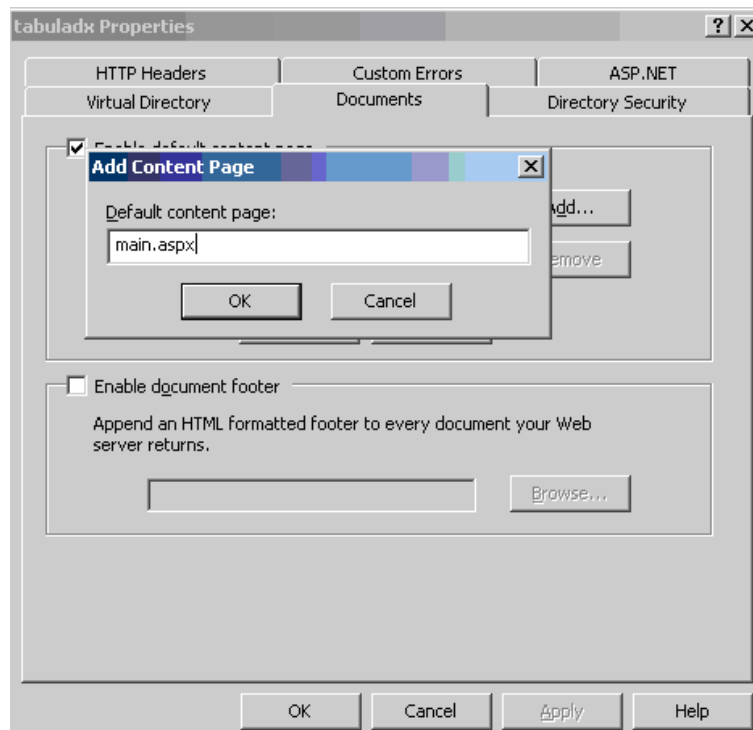 tabuladx Properties
HTTP Headers
Custom Errors
ASP.NET
Virtual Directory
Documents
Directory Security
Add Content Page
Default content page:
main.aspx
OK
Cancel
Enable document footer
Append an HTML formatted footer to every document your Web
server returns.
Browse...
OK
Cancel
Apply
Help